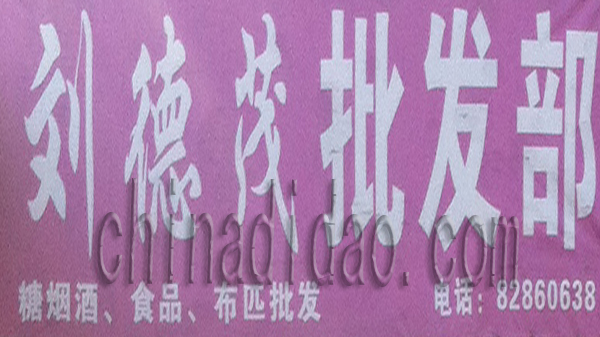 刘德茂批发部
chinadidao.com
糖烟酒、食品、布匹批发 电话：82860638